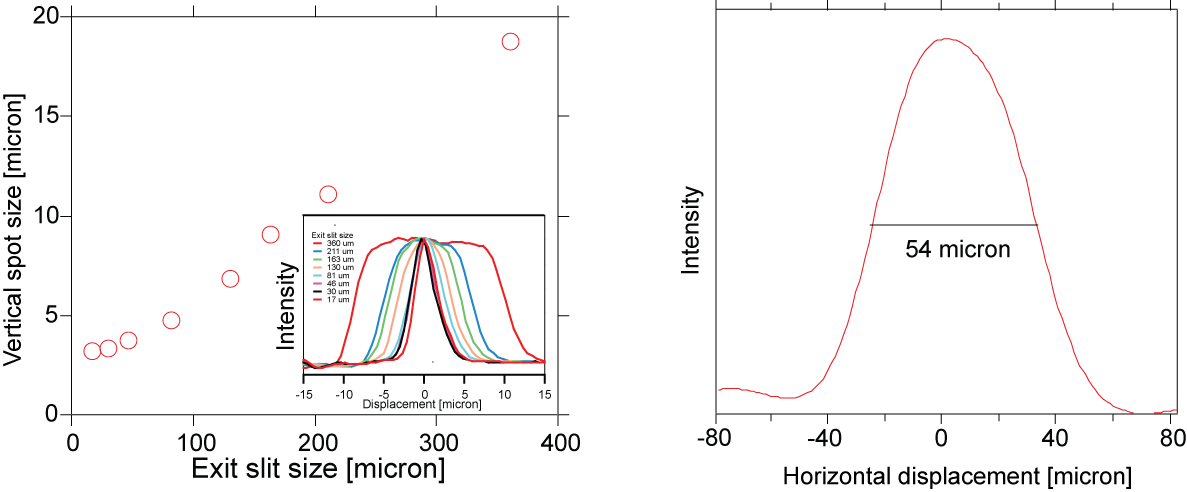 20
15
10
5
0
Vertical spot size [micron]
0 100 200 300 400
Exit slit size [micron]
Exit slit size
360 um
211 um
163 um
130 um
81 um
46 um
30 um
17 um
Intensity
-15 -10 -5 0 5 10 15
Displacement [micron]
Intensity
54 micron
-80 -40 0 40 80
Horizontal displacement [micron]